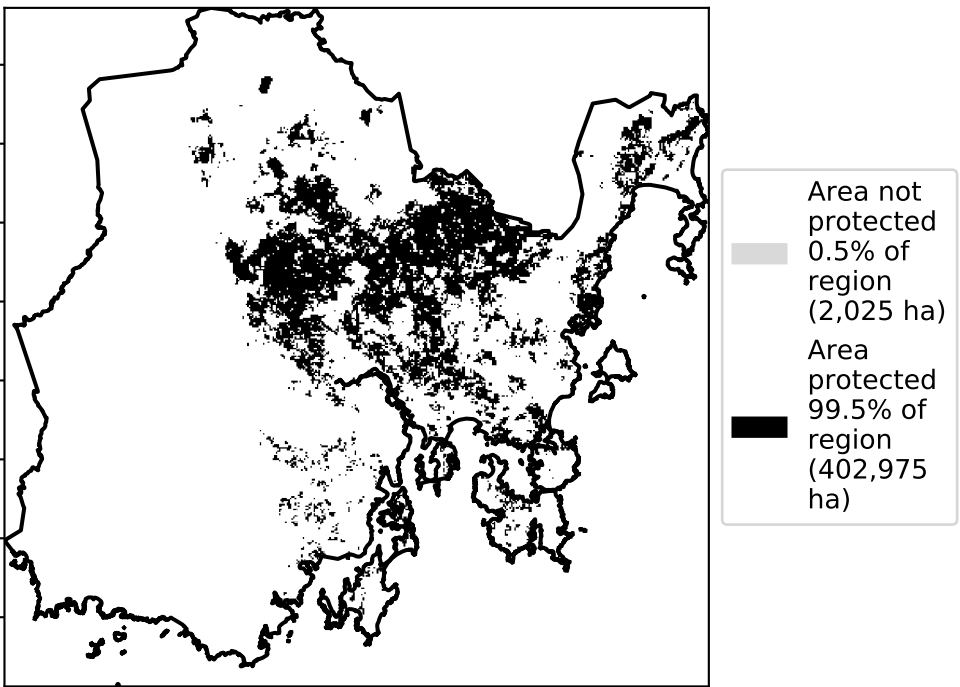 Area not
protected
0.5% of
region
(2,025 ha)
Area
protected
99.5% of
region
(402,975
ha)